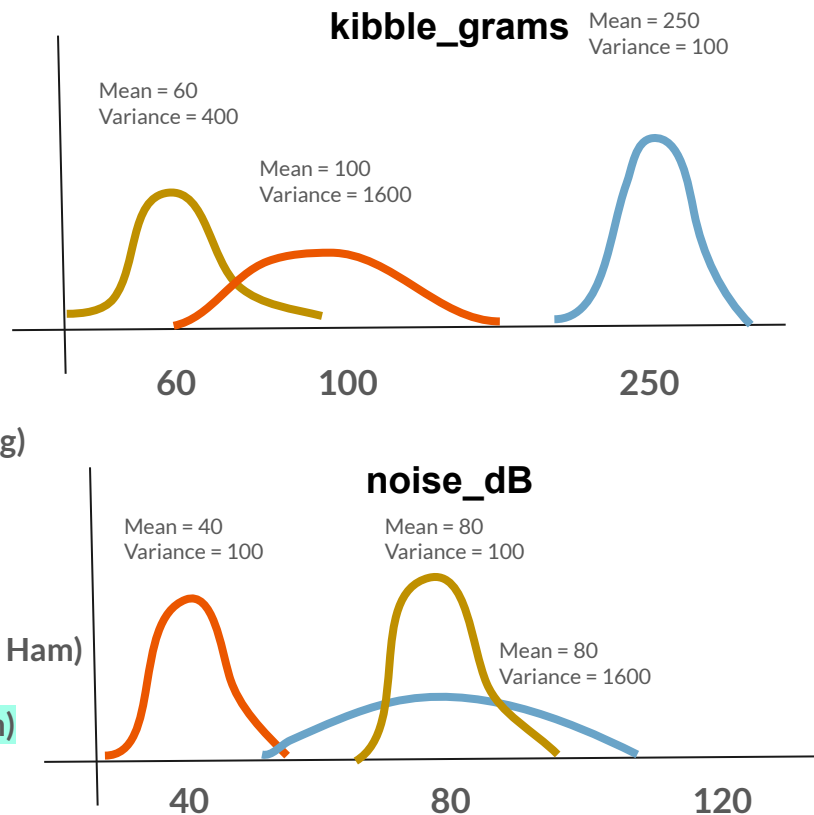 kibble_grams
Mean = 250
Variance = 100
Mean = 60
Variance = 400
Mean = 100
Variance = 1600
60 100 250
g)
noise_dB
Mean = 40
Variance = 100
Mean = 80
Variance = 100
Ham)
Mean = 80
Variance = 1600
)
40 80 120